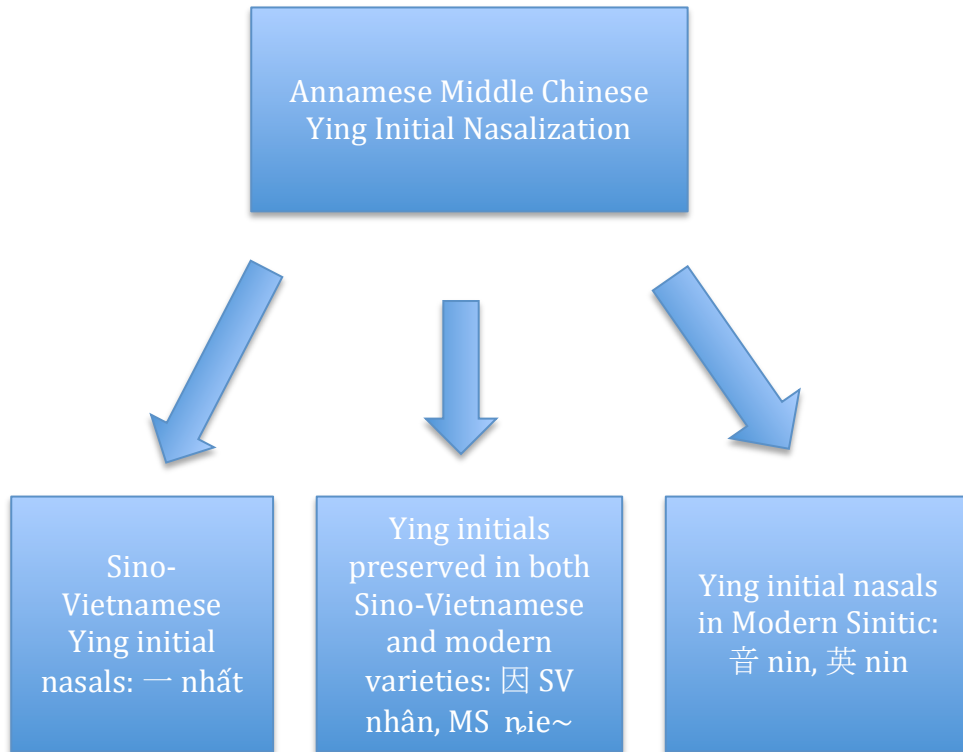 Annamese Middle Chinese
Ying Initial Nasalization
Sino-
Vietnamese
Ying initial
nasals: 一 nhất
Ying initials
preserved in both
Sino-Vietnamese
and modern
varieties: 因 SV
nhân, MS ȵie~
Ying initial nasals
in Modern Sinitic:
音 nin, 英 nin